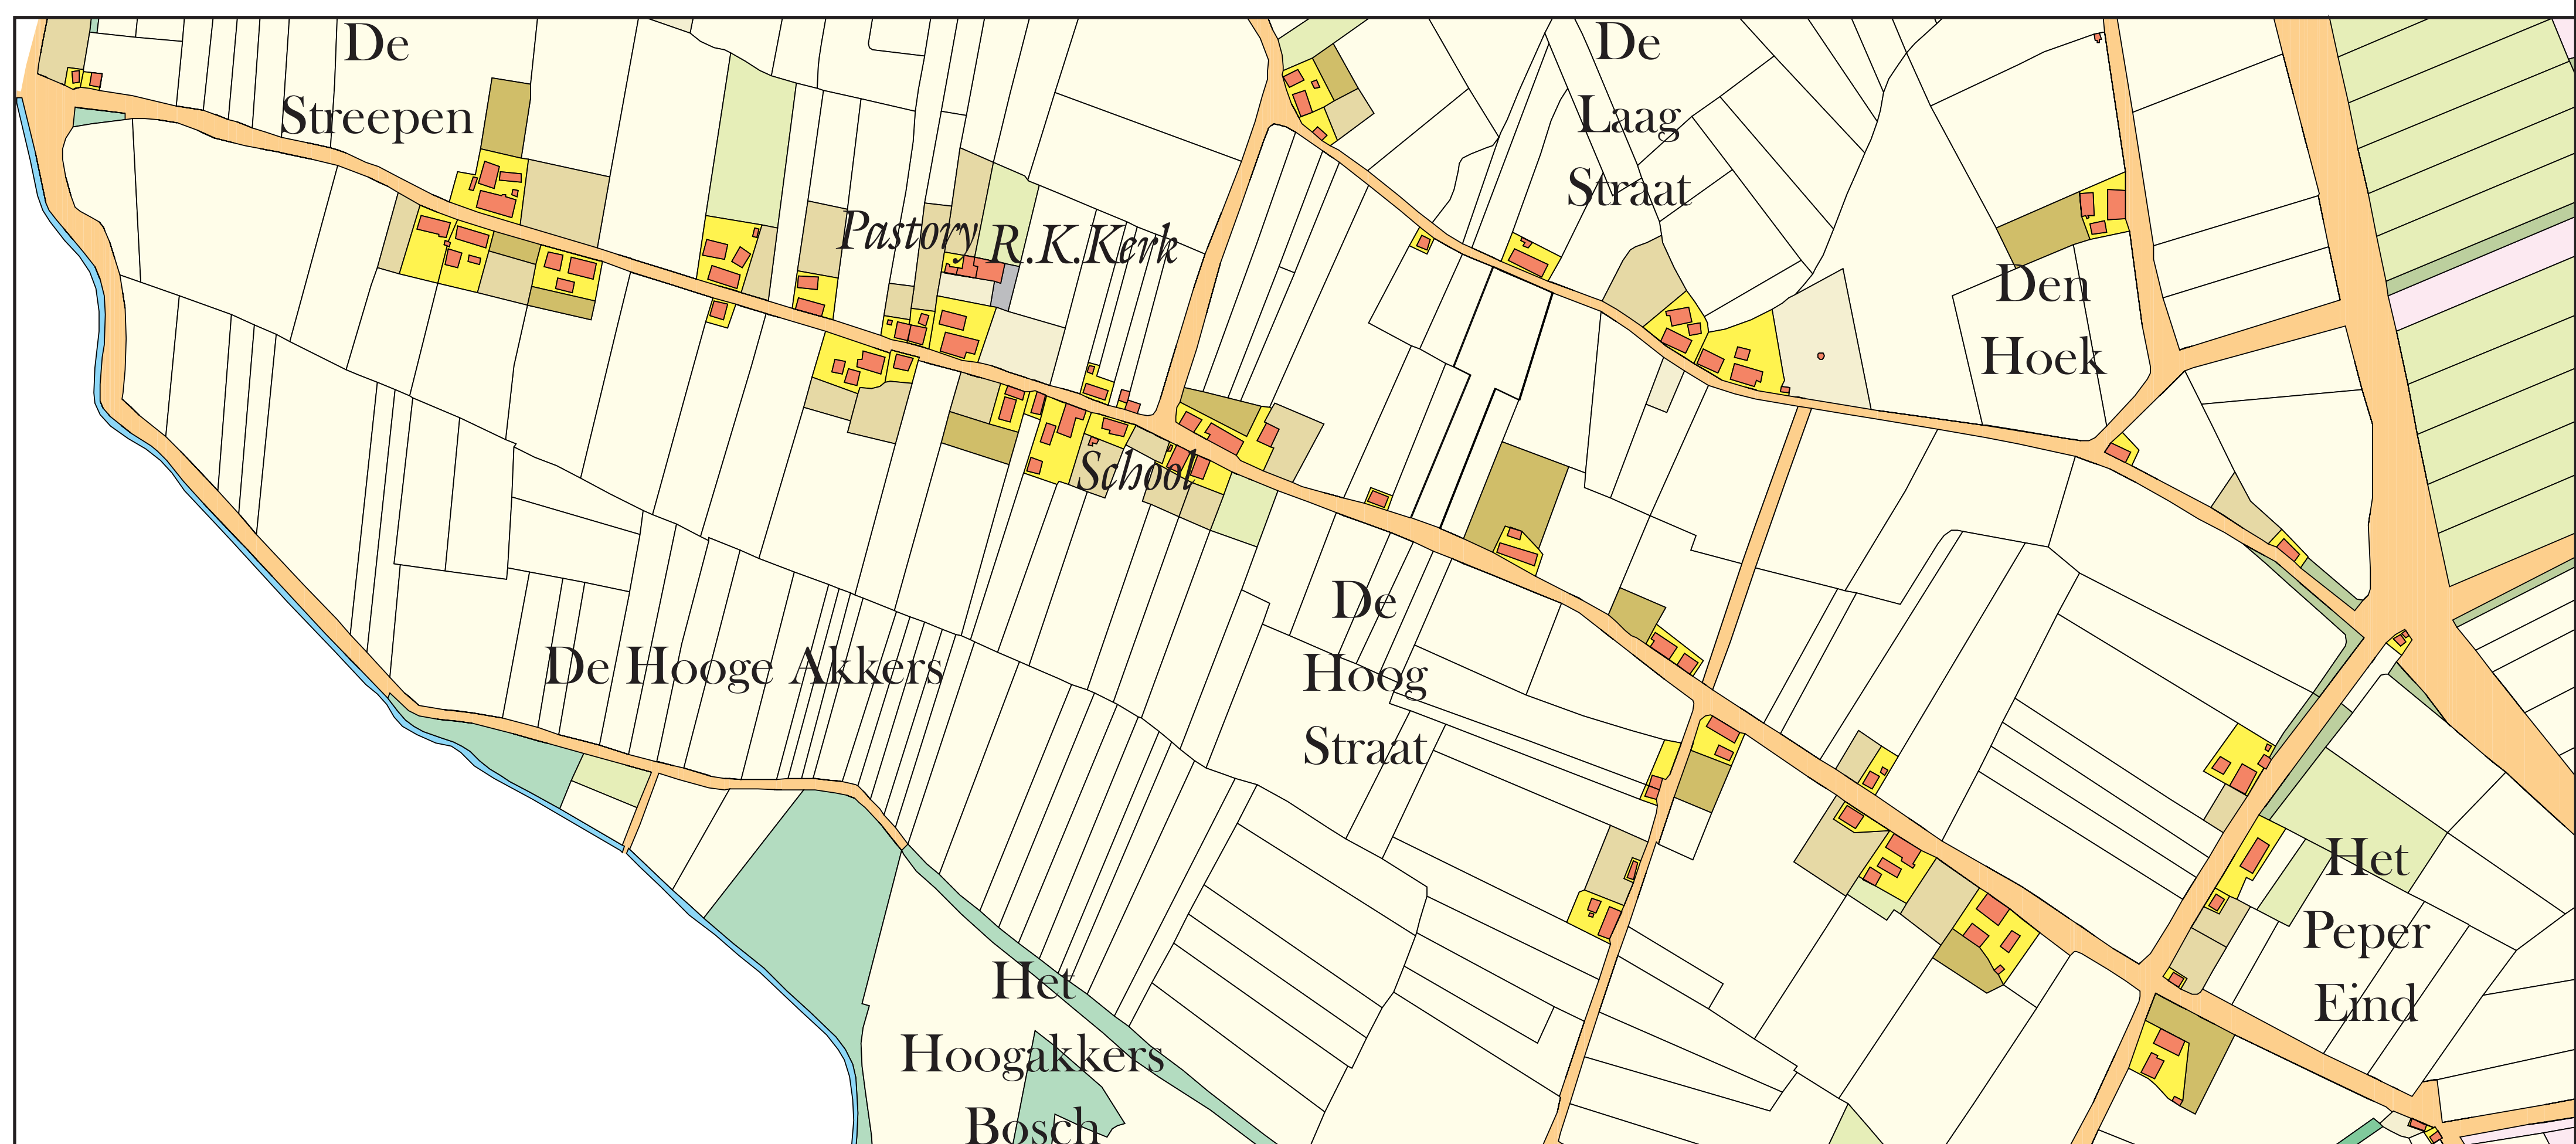 De
Streepen
De
Laag
Straat
Pastory
R.K.Kerk
Den
Hoek
School
De Hooge Akkers
De
Hoog
Straat
Het
Peper
Eind
Het
Hoogakkers
Bosch